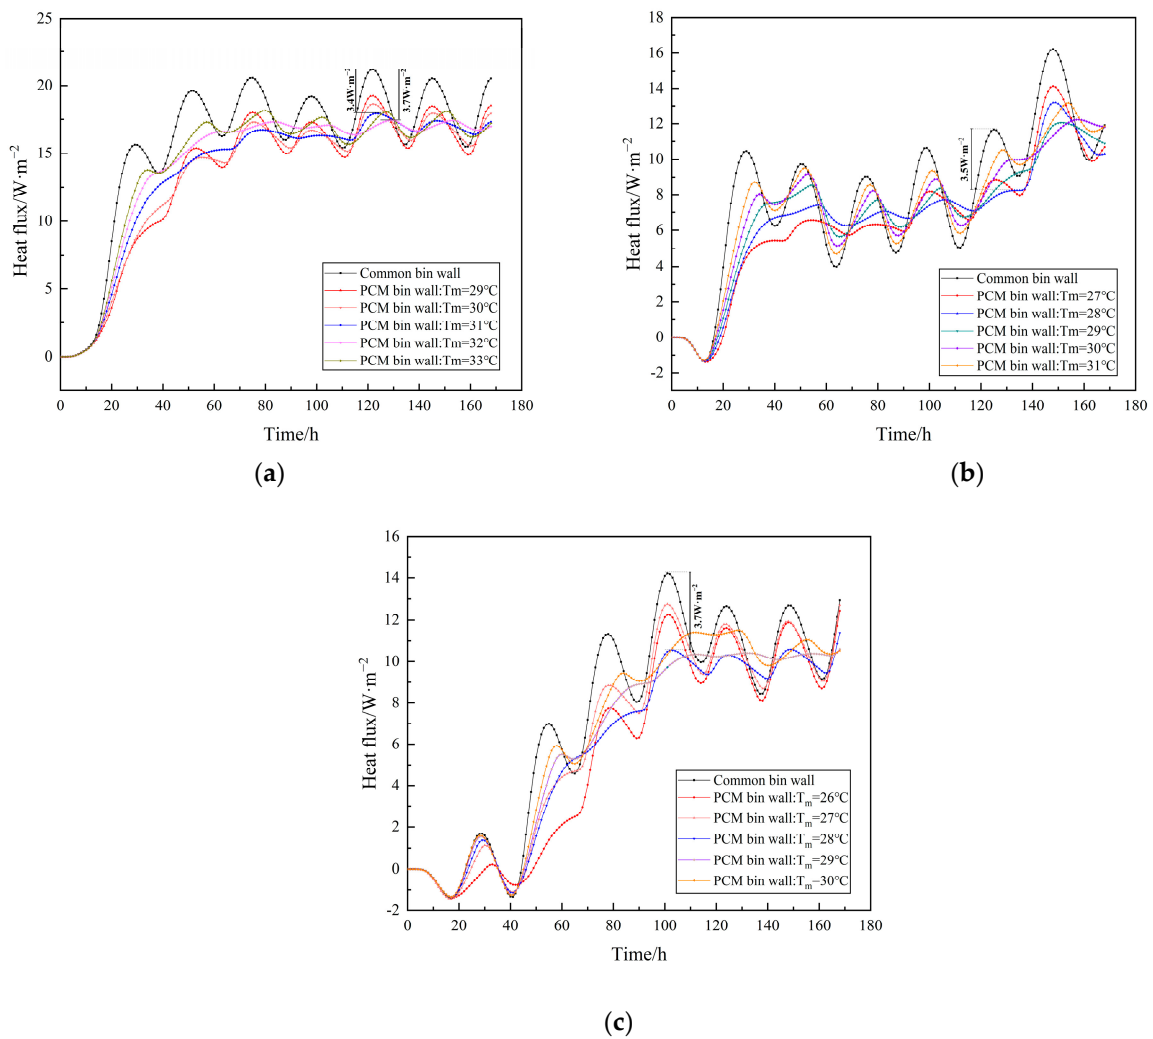 25
20
15
10
5
0
Heat flux/W·m⁻²
3.4W·m⁻²
3.7W·m⁻²
Common bin wall
PCM bin wall:Tm=29°C
PCM bin wall:Tm=30°C
PCM bin wall:Tm=31°C
PCM bin wall:Tm=32°C
PCM bin wall:Tm=33°C
0 20 40 60 80 100 120 140 160 180
Time/h
(a)
18
16
14
12
10
8
6
4
2
0
-2
Heat flux/W·m⁻²
3.5W·m⁻²
Common bin wall
PCM bin wall:Tm=27°C
PCM bin wall:Tm=28°C
PCM bin wall:Tm=29°C
PCM bin wall:Tm=30°C
PCM bin wall:Tm=31°C
0 20 40 60 80 100 120 140 160 180
Time/h
(b)
16
14
12
10
8
6
4
2
0
-2
Heat flux/W·m⁻²
3.7W·m⁻²
Common bin wall
PCM bin wall:Tₘ=26°C
PCM bin wall:Tₘ=27°C
PCM bin wall:Tₘ=28°C
PCM bin wall:Tₘ=29°C
PCM bin wall:Tₘ=30°C
0 20 40 60 80 100 120 140 160 180
Time/h
(c)